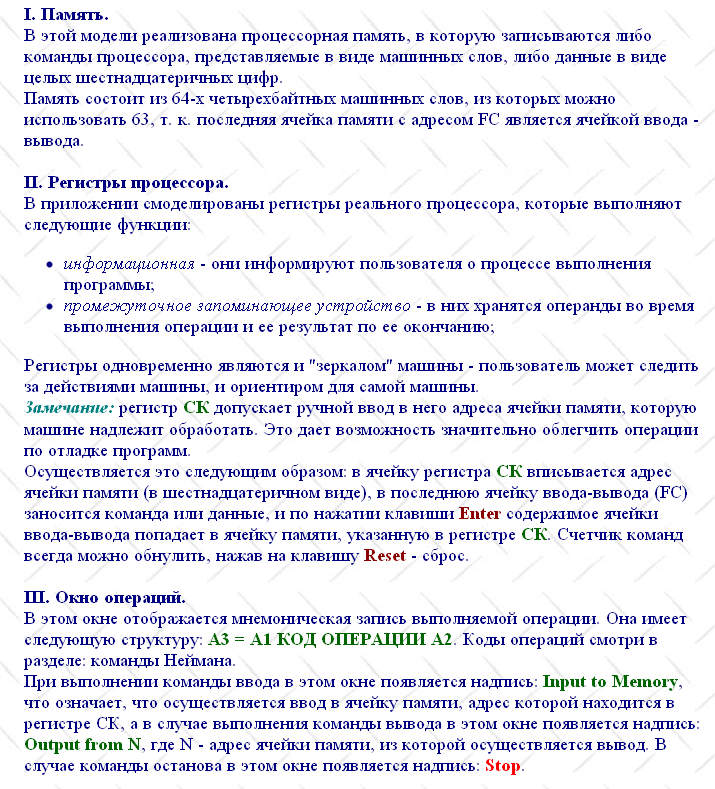 I. Память.
В этой модели реализована процессорная память, в которую записываются либо
команды процессора, представляемые в виде машинных слов, либо данные в виде
целых шестнадцатеричных цифр.
Память состоит из 64-х четырехбайтных машинных слов, из которых можно
использовать 63, т. к. последняя ячейка памяти с адресом FC является ячейкой ввода -
вывода.
II. Регистры процессора.
В приложении смоделированы регистры реального процессора, которые выполняют
следующие функции:
• информационная - они информируют пользователя о процессе выполнения
программы;
• промежуточное запоминающее устройство - в них хранятся операнды во время
выполнения операции и ее результат по ее окончанию;
Регистры одновременно являются и "зеркалом" машины - пользователь может следить
за действиями машины, и ориентиром для самой машины.
Замечание: регистр СК допускает ручной ввод в него адреса ячейки памяти, которую
машине надлежит обработать. Это дает возможность значительно облегчить операции
по отладке программ.
Осуществляется это следующим образом: в ячейку регистра СК вписывается адрес
ячейки памяти (в шестнадцатеричном виде), в последнюю ячейку ввода-вывода (FC)
заносится команда или данные, и по нажатии клавиши Enter содержимое ячейки
ввода-вывода попадает в ячейку памяти, указанную в регистре СК. Счетчик команд
всегда можно обнулить, нажав на клавишу Reset - сброс.
III. Окно операций.
В этом окне отображается мнемоническая запись выполняемой операции. Она имеет
следующую структуру: А3 = А1 КОД ОПЕРАЦИИ А2. Коды операций смотри в
разделе: команды Неймана.
При выполнении команды ввода в этом окне появляется надпись: Input to Memory,
что означает, что осуществляется ввод в ячейку памяти, адрес которой находится в
регистре СК, а в случае выполнения команды вывода в этом окне появляется надпись:
Output from N, где N - адрес ячейки памяти, из которой осуществляется вывод. В
случае команды останова в этом окне появляется надпись: Stop.